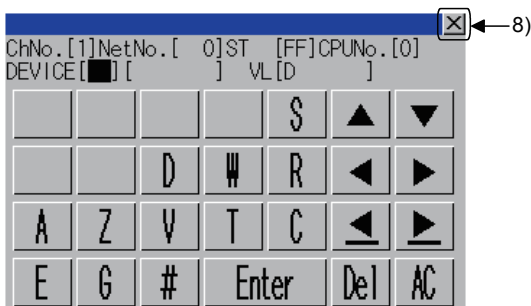 × 8)
ChNo.[1]NetNo.[ 0]ST [FF]CPUNo.[0]
DEVICE[ ][ ] VL[D ]
S ▲ ▼
D W R ◀ ▶
A Z V T C ◀ ▶
E G # Enter Del AC